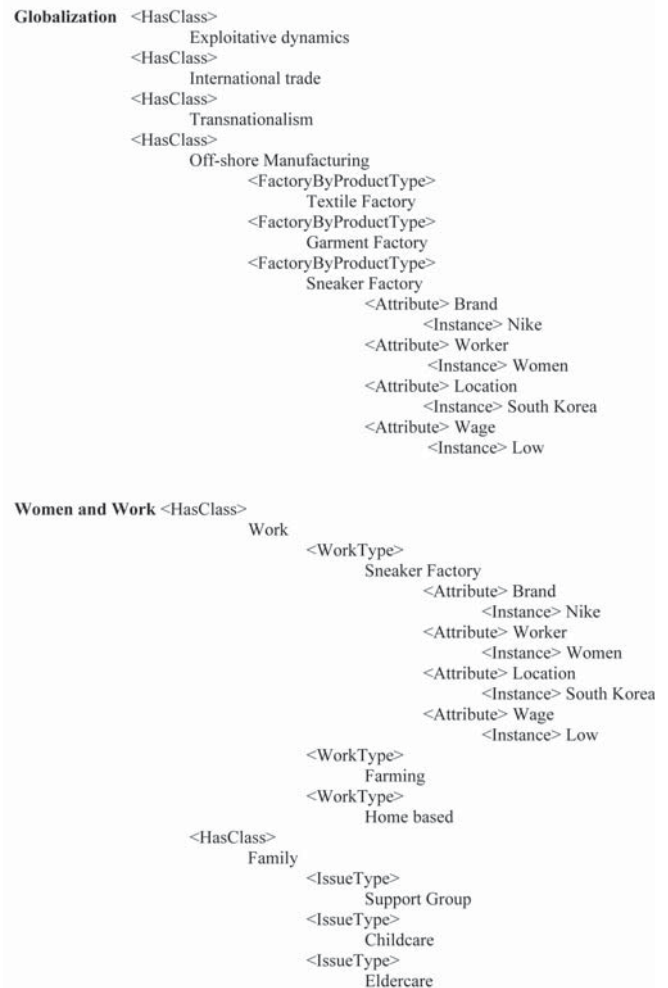 Globalization <HasClass>
Exploitative dynamics
<HasClass>
International trade
<HasClass>
Transnationalism
<HasClass>
Off-shore Manufacturing
<FactoryByProductType>
Textile Factory
<FactoryByProductType>
Garment Factory
<FactoryByProductType>
Sneaker Factory
<Attribute> Brand
<Instance> Nike
<Attribute> Worker
<Instance> Women
<Attribute> Location
<Instance> South Korea
<Attribute> Wage
<Instance> Low
Women and Work <HasClass>
Work
<WorkType>
Sneaker Factory
<Attribute> Brand
<Instance> Nike
<Attribute> Worker
<Instance> Women
<Attribute> Location
<Instance> South Korea
<Attribute> Wage
<Instance> Low
<WorkType>
Farming
<WorkType>
Home based
<HasClass>
Family
<IssueType>
Support Group
<IssueType>
Childcare
<IssueType>
Eldercare